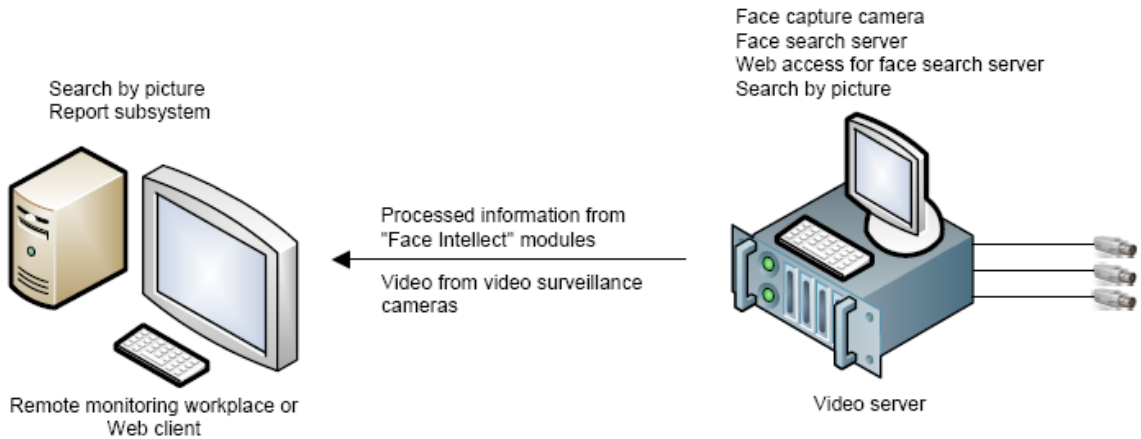 Face capture camera
Face search server
Web access for face search server
Search by picture
Search by picture
Report subsystem
Processed information from
"Face Intellect" modules
Video from video surveillance
cameras
Remote monitoring workplace or
Web client
Video server